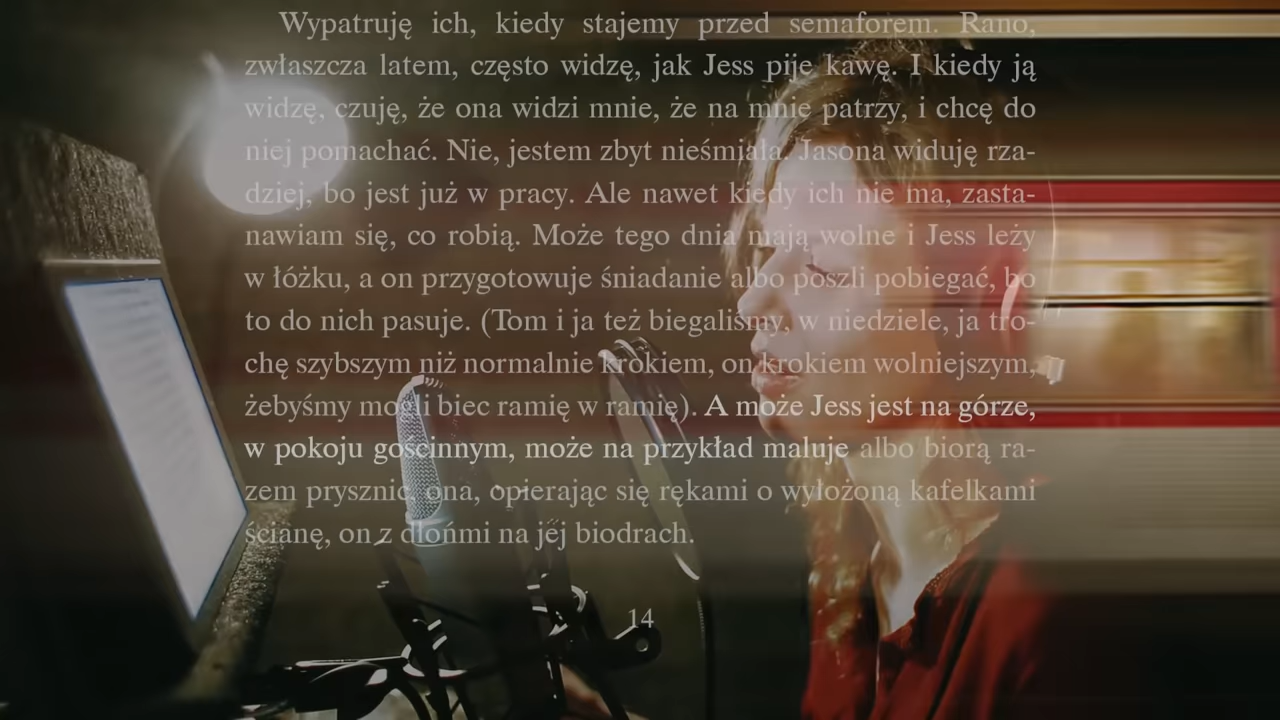 Wypatruję ich, kiedy stajemy przed semaforem. Rano,
zwłaszcza latem, często widzę, jak Jess pije kawę. I kiedy ją
widzę, czuję, że ona widzi mnie, że na mnie patrzy, i chcę do
niej pomachać. Nie, jestem zbyt nieśmiała. Jasona widuję rza-
dziej, bo jest już w pracy. Ale nawet kiedy ich nie ma, zasta-
nawiam się, co robią. Może tego dnia mają wolne i Jess leży
w łóżku, a on przygotowuje śniadanie albo poszli pobiegać, bo
to do nich pasuje. (Tom i ja też biegaliśmy, w niedziele, ja tro-
chę szybszym niż normalnie krokiem, on krokiem wolniejszym,
żebyśmy mogli biec ramię w ramię). A może Jess jest na górze,
w pokoju gościnnym, może na przykład maluje albo biorą ra-
zem prysznic, ona, opierając się rękami o wyłożoną kafelkami
ścianę, on z dłońmi na jej biodrach.
14